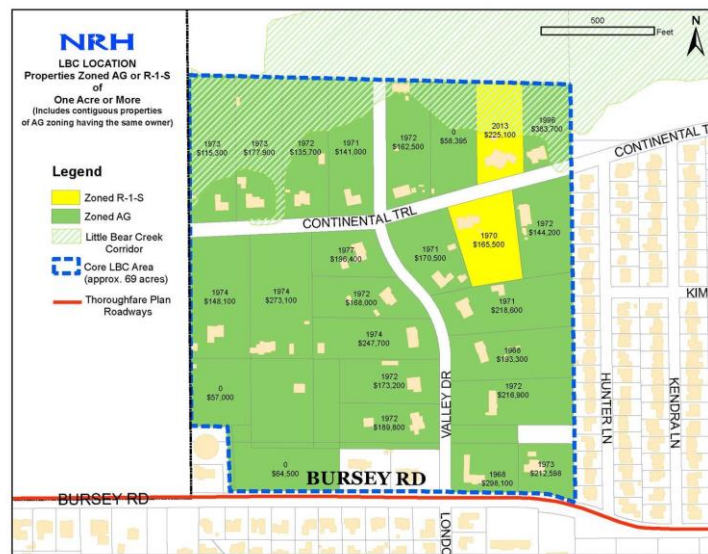 NRH
LBC LOCATION
Properties Zoned AG or R-1-S
of
One Acre or More
(Includes contiguous properties
of AG zoning having the same owner)
Legend
Zoned R-1-S
Zoned AG
Little Bear Creek
Corridor
Core LBC Area
(approx. 69 acres)
Thoroughfare Plan
Roadways
500
Feet
N
1973
$115,300
1973
$177,900
1972
$135,700
1971
$141,000
1972
$162,500
0
$58,395
2013
$225,100
1996
$383,700
CONTINENTAL TRL
CONTINENTAL T
1977
$196,400
1971
$170,500
1970
$165,500
1972
$144,200
1974
$148,100
1974
$273,100
1972
$168,000
1971
$218,600
1974
$247,700
1966
$193,300
0
$57,000
1972
$173,200
1972
$216,900
1972
$189,800
0
$64,500
1968
$298,100
1973
$212,598
VALLEY DR
HUNTER LN
KENDRA LN
KIM
BURSEY RD
BURSEY RD
LONDO